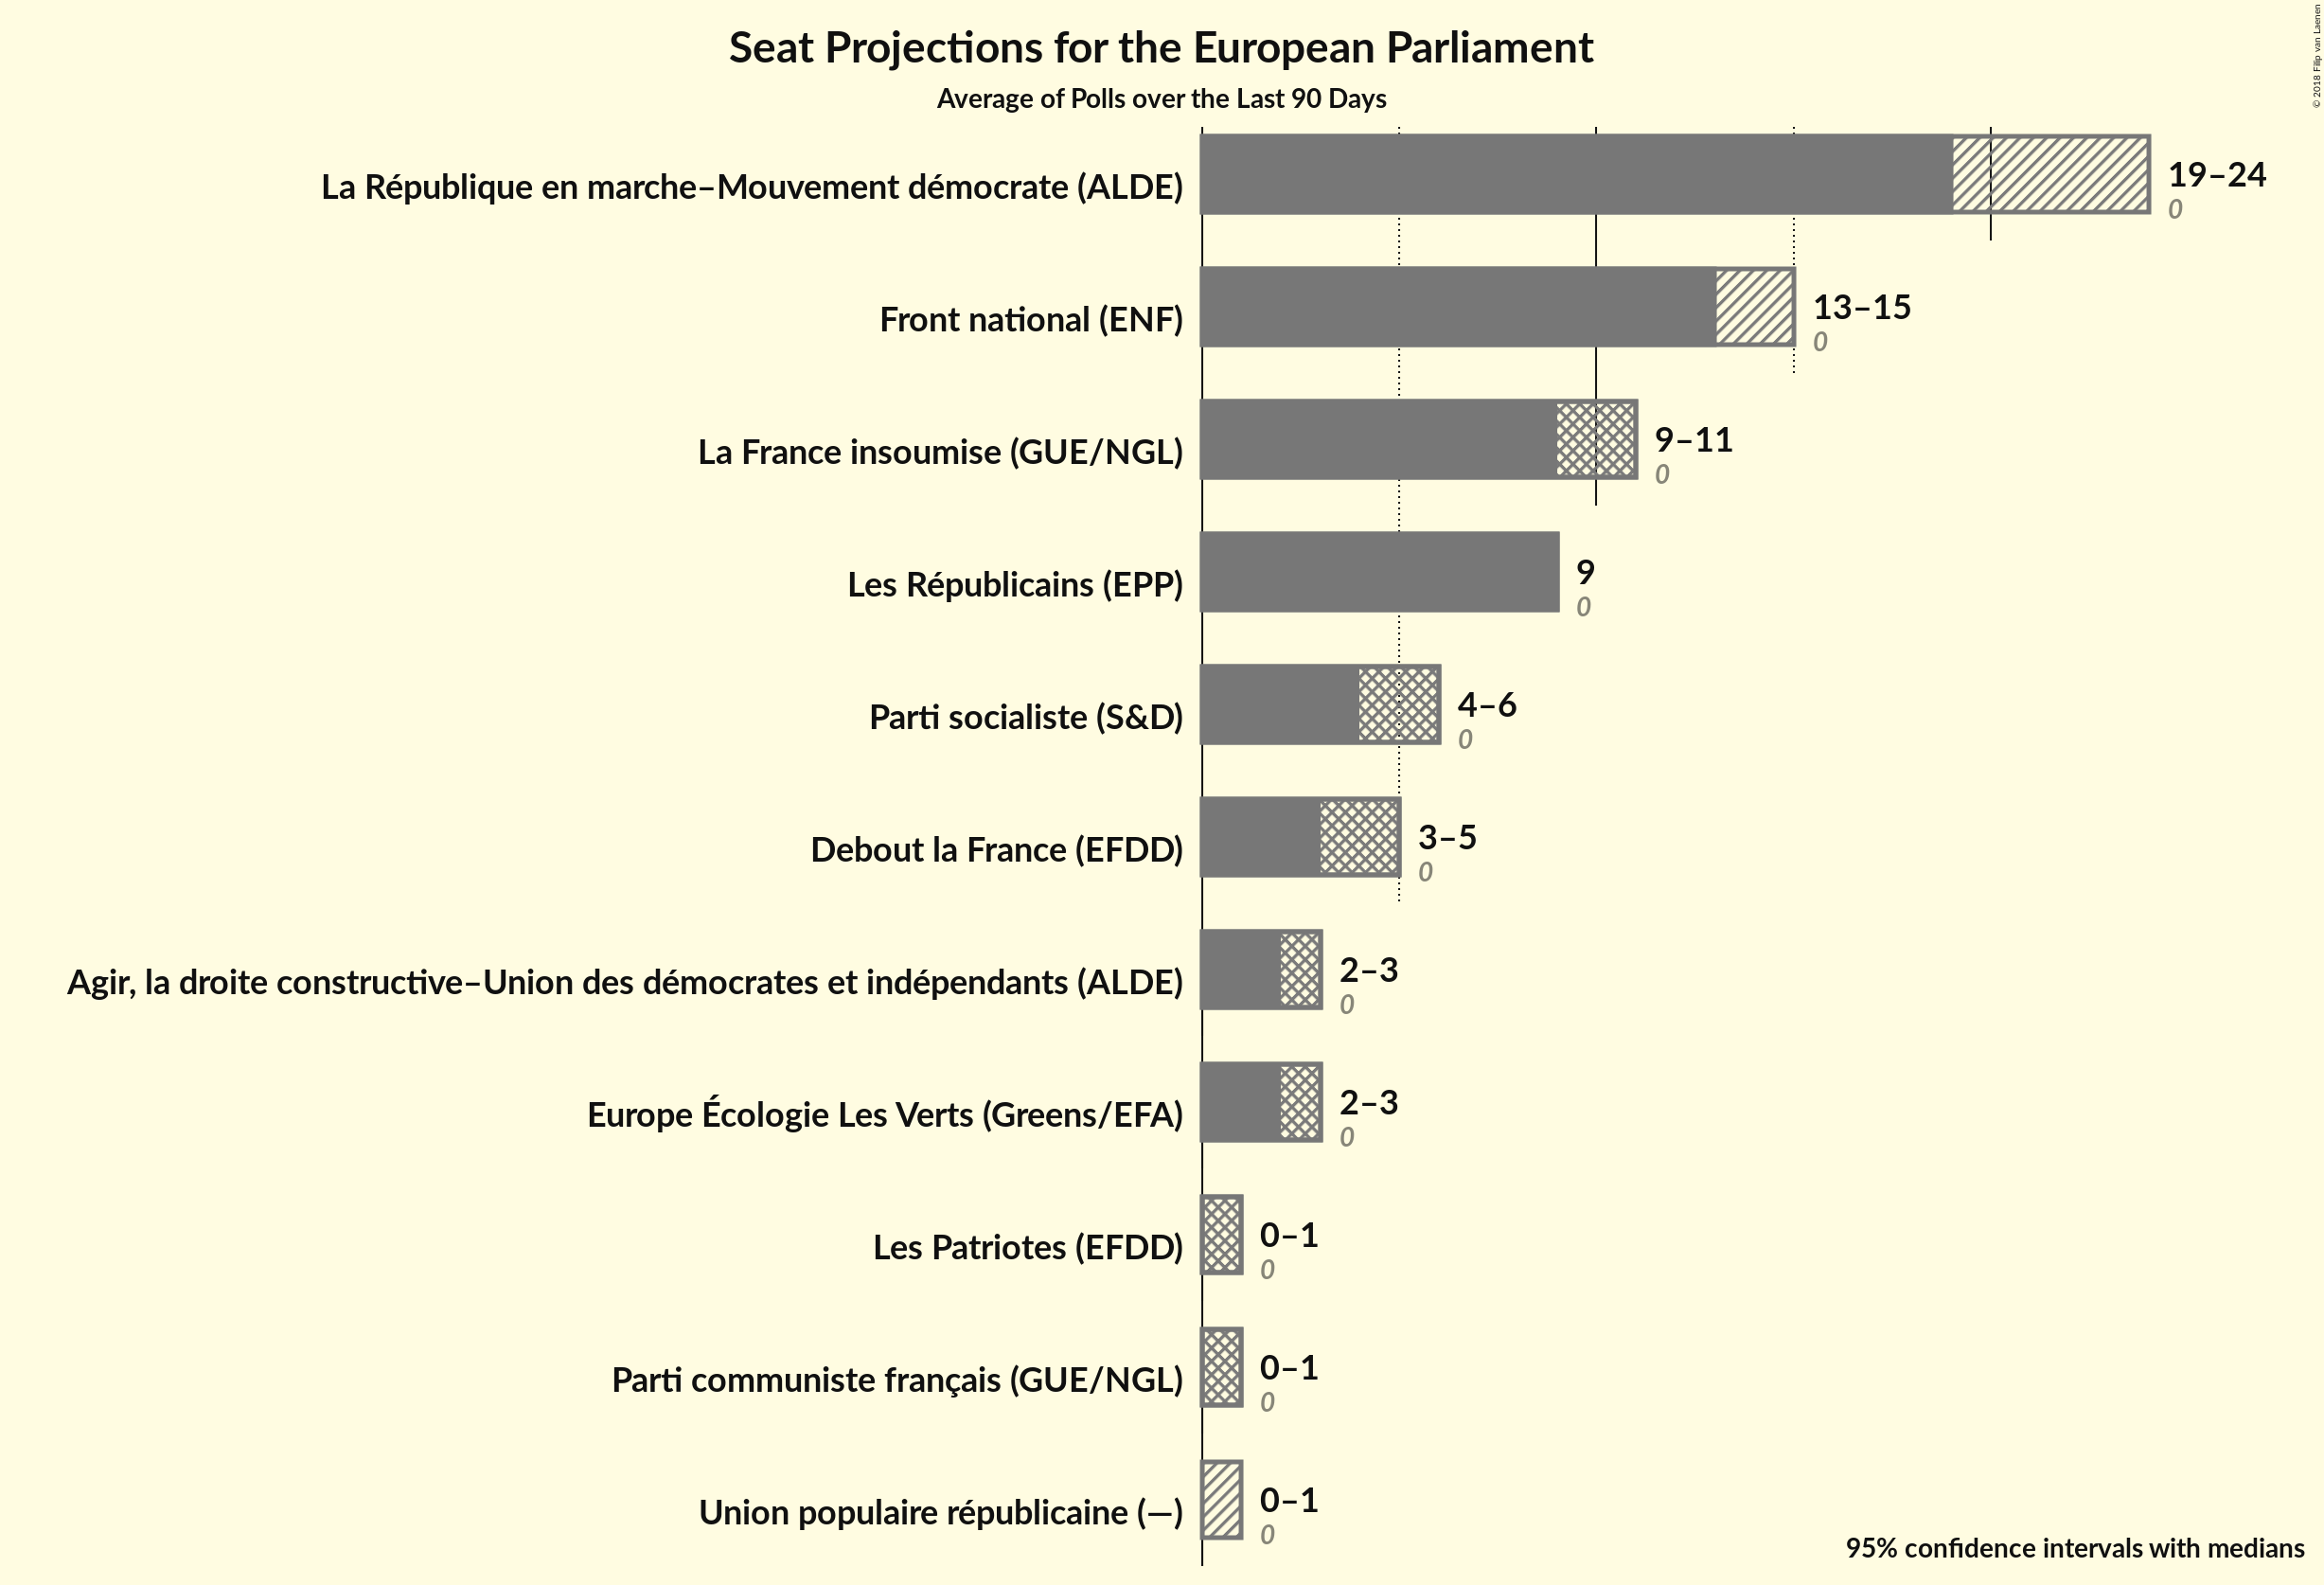 Seat Projections for the European Parliament
Average of Polls over the Last 90 Days
© 2018 Filip van Laenen
La République en marche–Mouvement démocrate (ALDE)
19–24
0
Front national (ENF)
13–15
0
La France insoumise (GUE/NGL)
9–11
0
Les Républicains (EPP)
9
0
Parti socialiste (S&D)
4–6
0
Debout la France (EFDD)
3–5
0
Agir, la droite constructive–Union des démocrates et indépendants (ALDE)
2–3
0
Europe Écologie Les Verts (Greens/EFA)
2–3
0
Les Patriotes (EFDD)
0–1
0
Parti communiste français (GUE/NGL)
0–1
0
Union populaire républicaine (—)
0–1
0
95% confidence intervals with medians